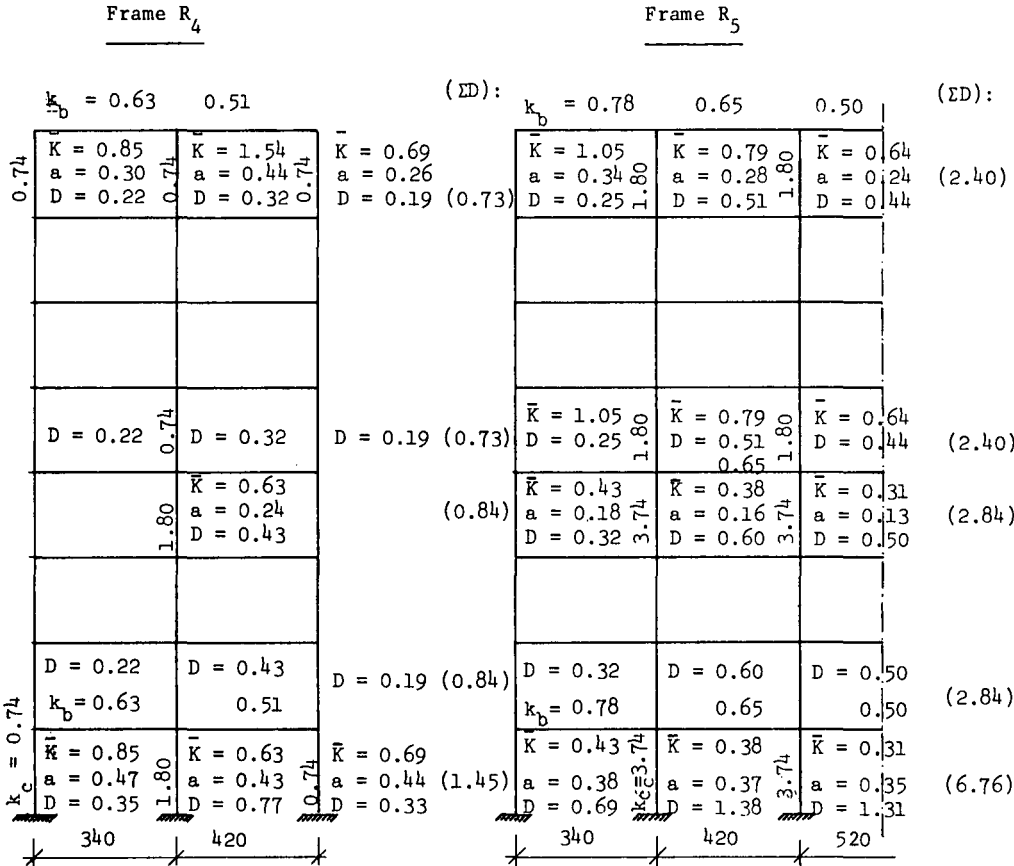 Frame R4
Frame R5
kb = 0.63 0.51 (ΣD):
kb = 0.78 0.65 0.50 (ΣD):
0.74
K̄ = 0.85
a = 0.30
D = 0.22
0.74
K̄ = 1.54
a = 0.44
D = 0.32
0.74
K̄ = 0.69
a = 0.26
D = 0.19 (0.73)
K̄ = 1.05
a = 0.34
D = 0.25
1.80
K̄ = 0.79
a = 0.28
D = 0.51
1.80
K̄ = 0.64
a = 0.24
D = 0.44
(2.40)
D = 0.22
0.74
D = 0.32
D = 0.19 (0.73)
K̄ = 1.05
D = 0.25
1.80
K̄ = 0.79
D = 0.51
0.65
1.80
K̄ = 0.64
D = 0.44
(2.40)
1.80
K̄ = 0.63
a = 0.24
D = 0.43
(0.84)
K̄ = 0.43
a = 0.18
D = 0.32
3.74
K̄ = 0.38
a = 0.16
D = 0.60
3.74
K̄ = 0.31
a = 0.13
D = 0.50
(2.84)
D = 0.22
kb = 0.63
D = 0.43
0.51
D = 0.19 (0.84)
D = 0.32
kb = 0.78
D = 0.60
0.65
D = 0.50
0.50
(2.84)
kc = 0.74
K̄ = 0.85
a = 0.47
D = 0.35
1.80
K̄ = 0.63
a = 0.43
D = 0.77
0.74
K̄ = 0.69
a = 0.44 (1.45)
D = 0.33
K̄ = 0.43
a = 0.38
D = 0.69
kc=3.74
K̄ = 0.38
a = 0.37
D = 1.38
3.74
K̄ = 0.31
a = 0.35
D = 1.31
(6.76)
340 420
340 420 520